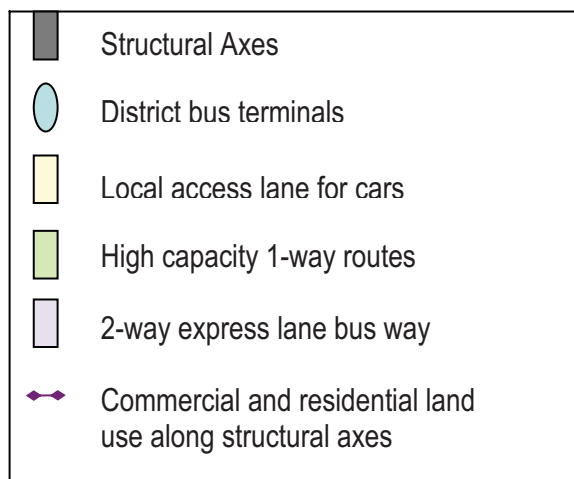 Structural Axes
District bus terminals
Local access lane for cars
High capacity 1-way routes
2-way express lane bus way
Commercial and residential land
use along structural axes